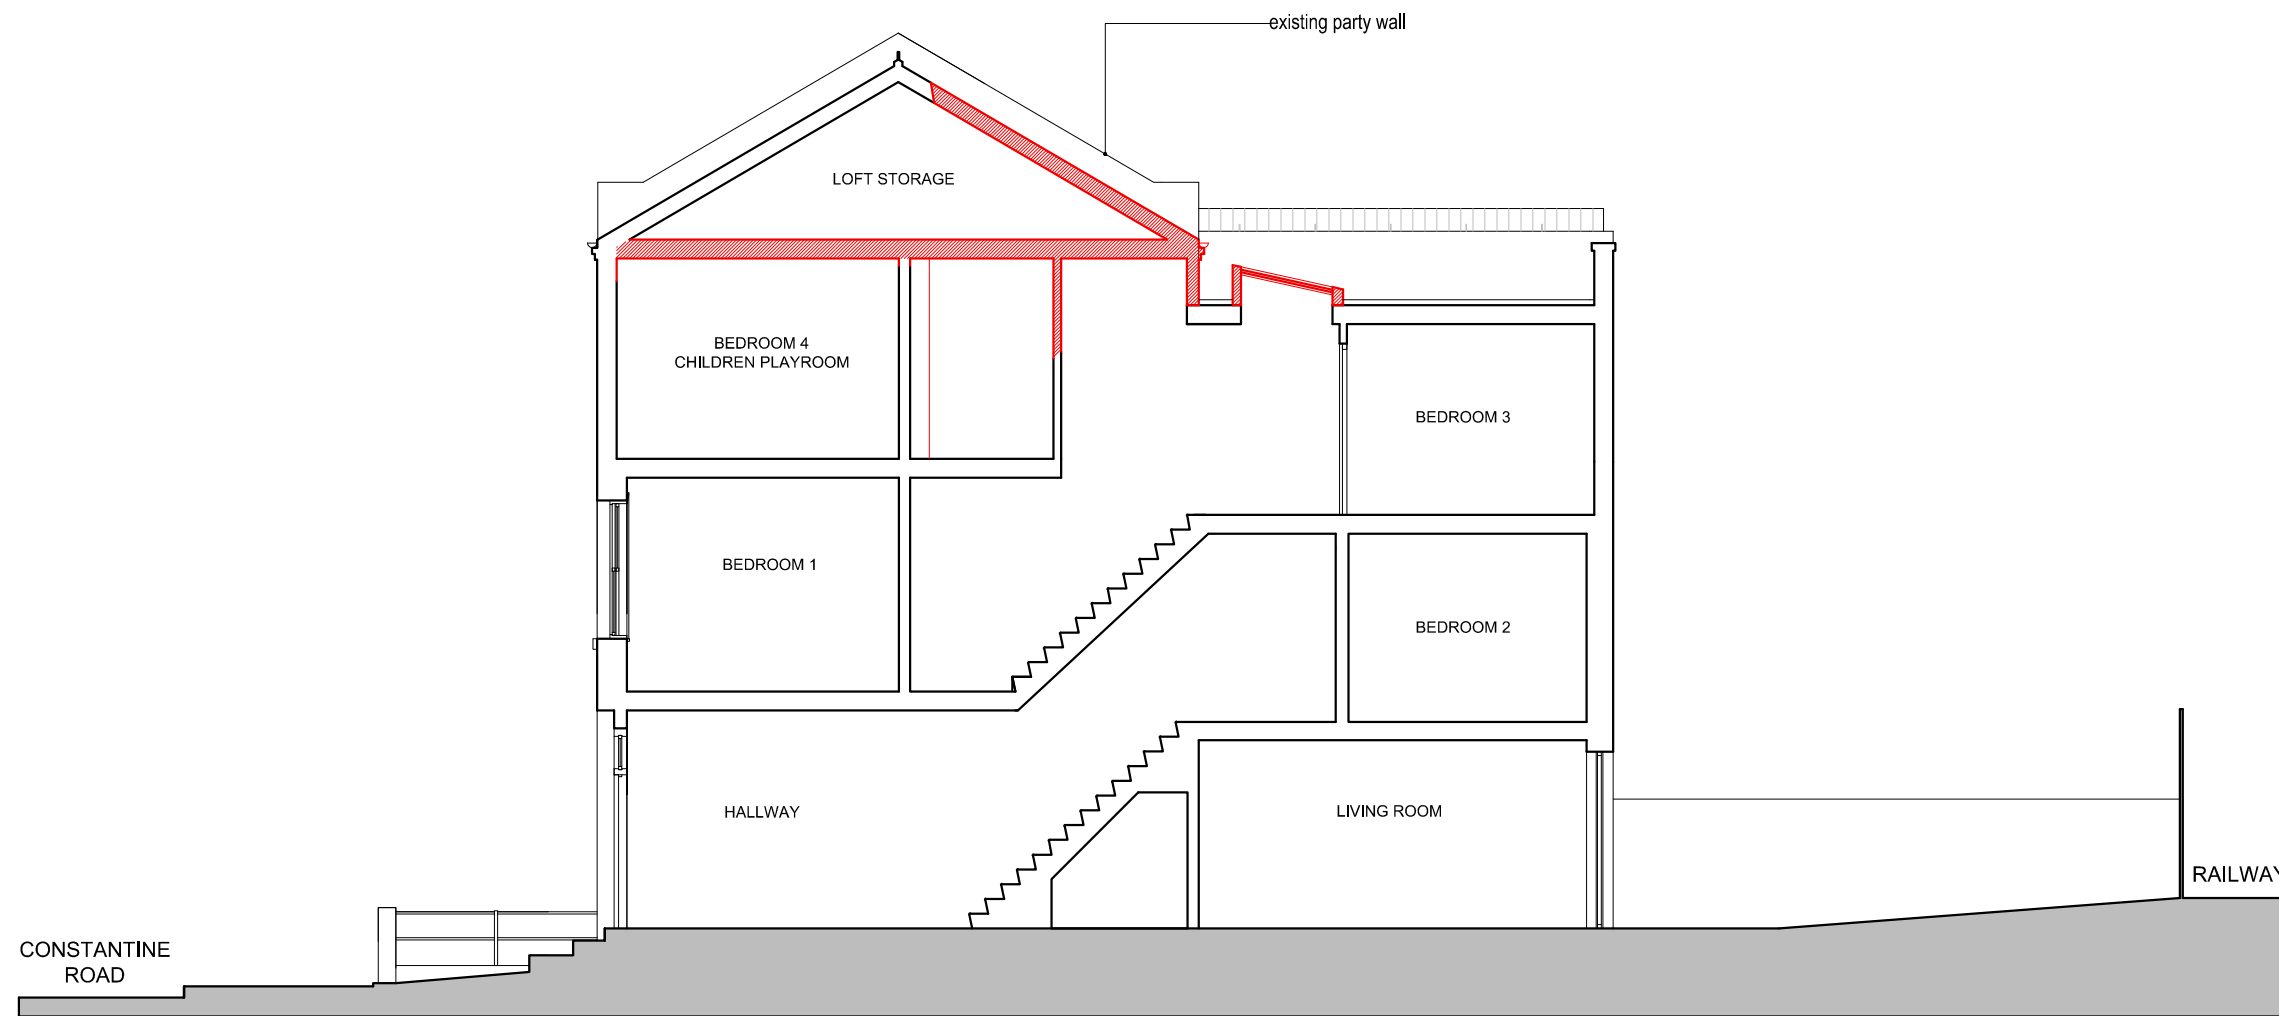 existing party wall
LOFT STORAGE
BEDROOM 4
CHILDREN PLAYROOM
BEDROOM 3
BEDROOM 1
BEDROOM 2
HALLWAY
LIVING ROOM
RAILWAY
CONSTANTINE
ROAD